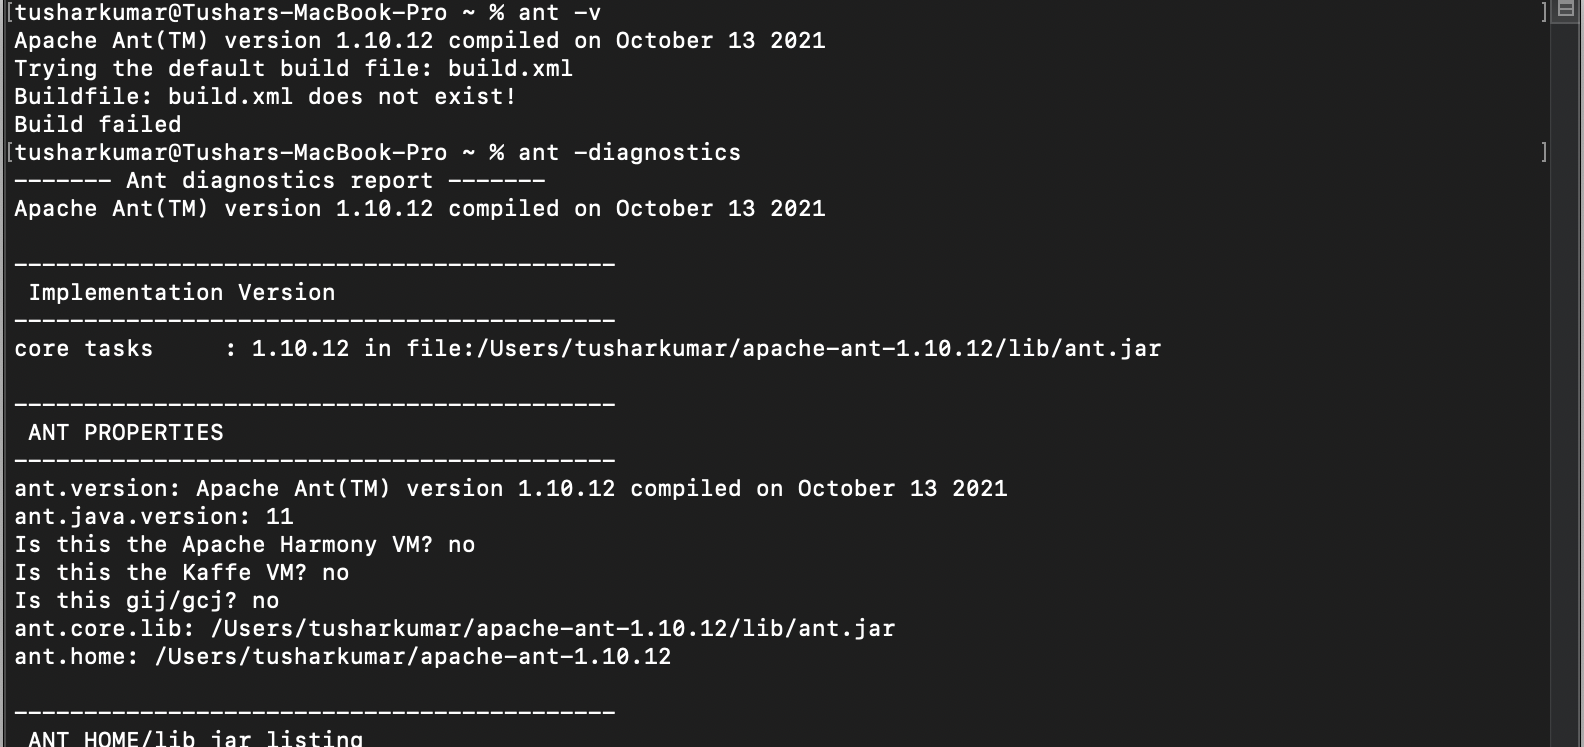 [tusharkumar@Tushars-MacBook-Pro ~ % ant -v ]
Apache Ant(TM) version 1.10.12 compiled on October 13 2021
Trying the default build file: build.xml
Buildfile: build.xml does not exist!
Build failed
[tusharkumar@Tushars-MacBook-Pro ~ % ant -diagnostics ]
------- Ant diagnostics report -------
Apache Ant(TM) version 1.10.12 compiled on October 13 2021
-------------------------------------------
Implementation Version
-------------------------------------------
core tasks     : 1.10.12 in file:/Users/tusharkumar/apache-ant-1.10.12/lib/ant.jar
-------------------------------------------
ANT PROPERTIES
-------------------------------------------
ant.version: Apache Ant(TM) version 1.10.12 compiled on October 13 2021
ant.java.version: 11
Is this the Apache Harmony VM? no
Is this the Kaffe VM? no
Is this gij/gcj? no
ant.core.lib: /Users/tusharkumar/apache-ant-1.10.12/lib/ant.jar
ant.home: /Users/tusharkumar/apache-ant-1.10.12
-------------------------------------------
ANT HOME/lib jar listing